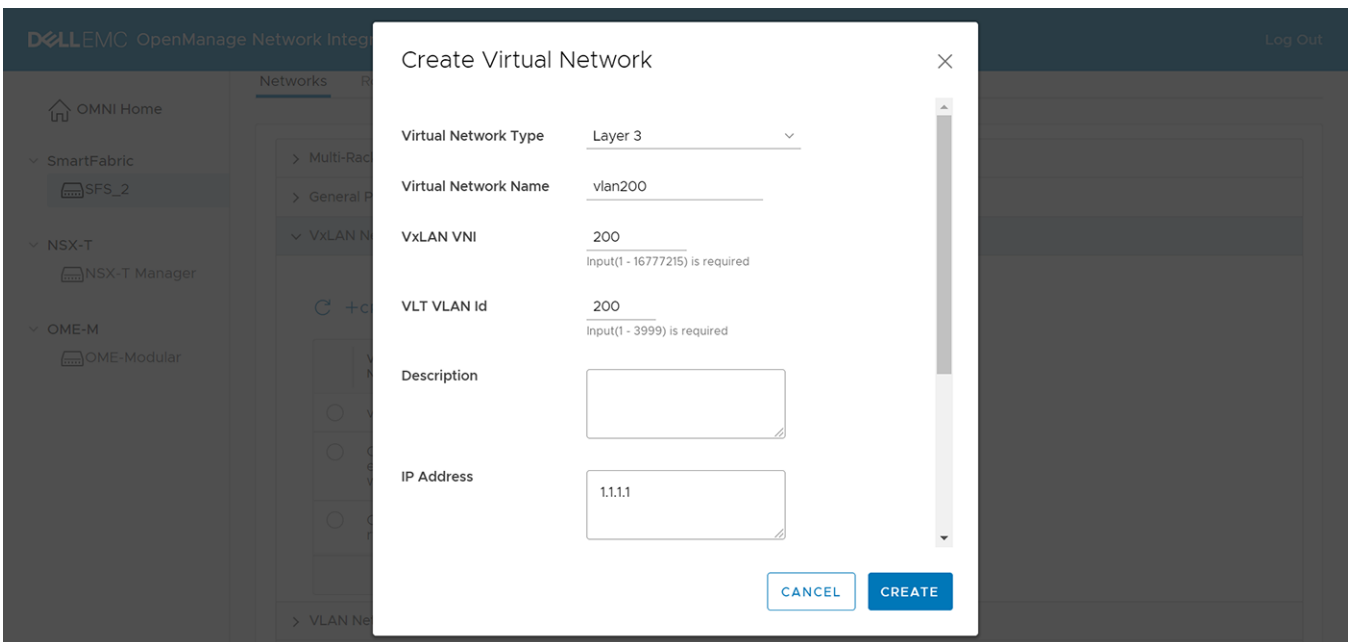 DELLEMC OpenManage Network Integ
Log Out
Networks
OMNI Home
SmartFabric
SFS_2
NSX-T
NSX-T Manager
OME-M
OME-Modular
Multi-Rac
General P
VxLAN Ne
VLAN Ne
Create Virtual Network
Virtual Network Type Layer 3
Virtual Network Name vlan200
VxLAN VNI 200
Input(1 - 16777215) is required
VLT VLAN Id 200
Input(1 - 3999) is required
Description
IP Address 1.1.1.1
CANCEL CREATE